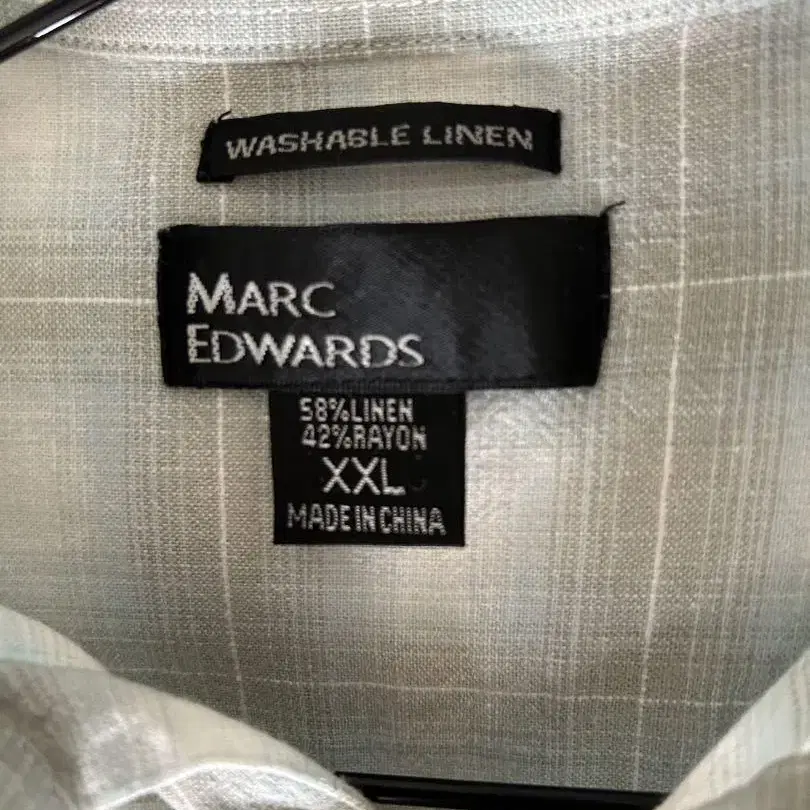 WASHABLE LINEN
MARC
EDWARDS
58%LINEN
42%RAYON
XXL
MADE IN CHINA